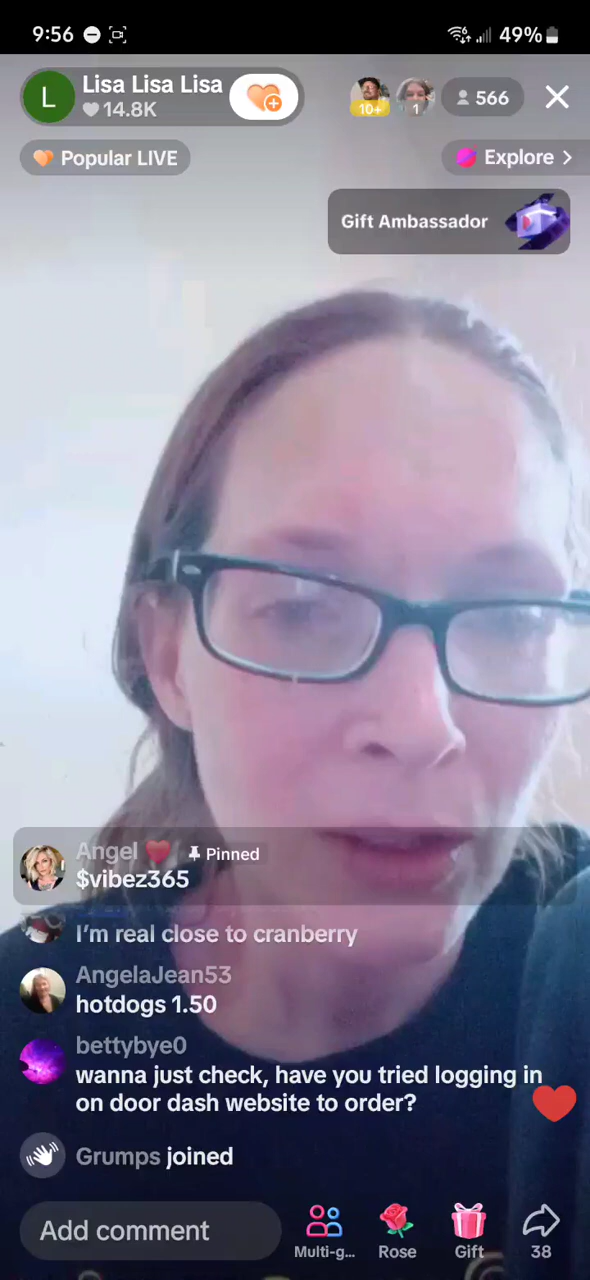 9:56
49%
L
Lisa Lisa Lisa
14.8K
10+
1
566
Popular LIVE
Explore >
Gift Ambassador
Angel ❤️ Pinned
$vibez365
I'm real close to cranberry
AngelaJean53
hotdogs 1.50
bettybye0
wanna just check, have you tried logging in
on door dash website to order?
Grumps joined
Add comment
Multi-g...
Rose
Gift
38